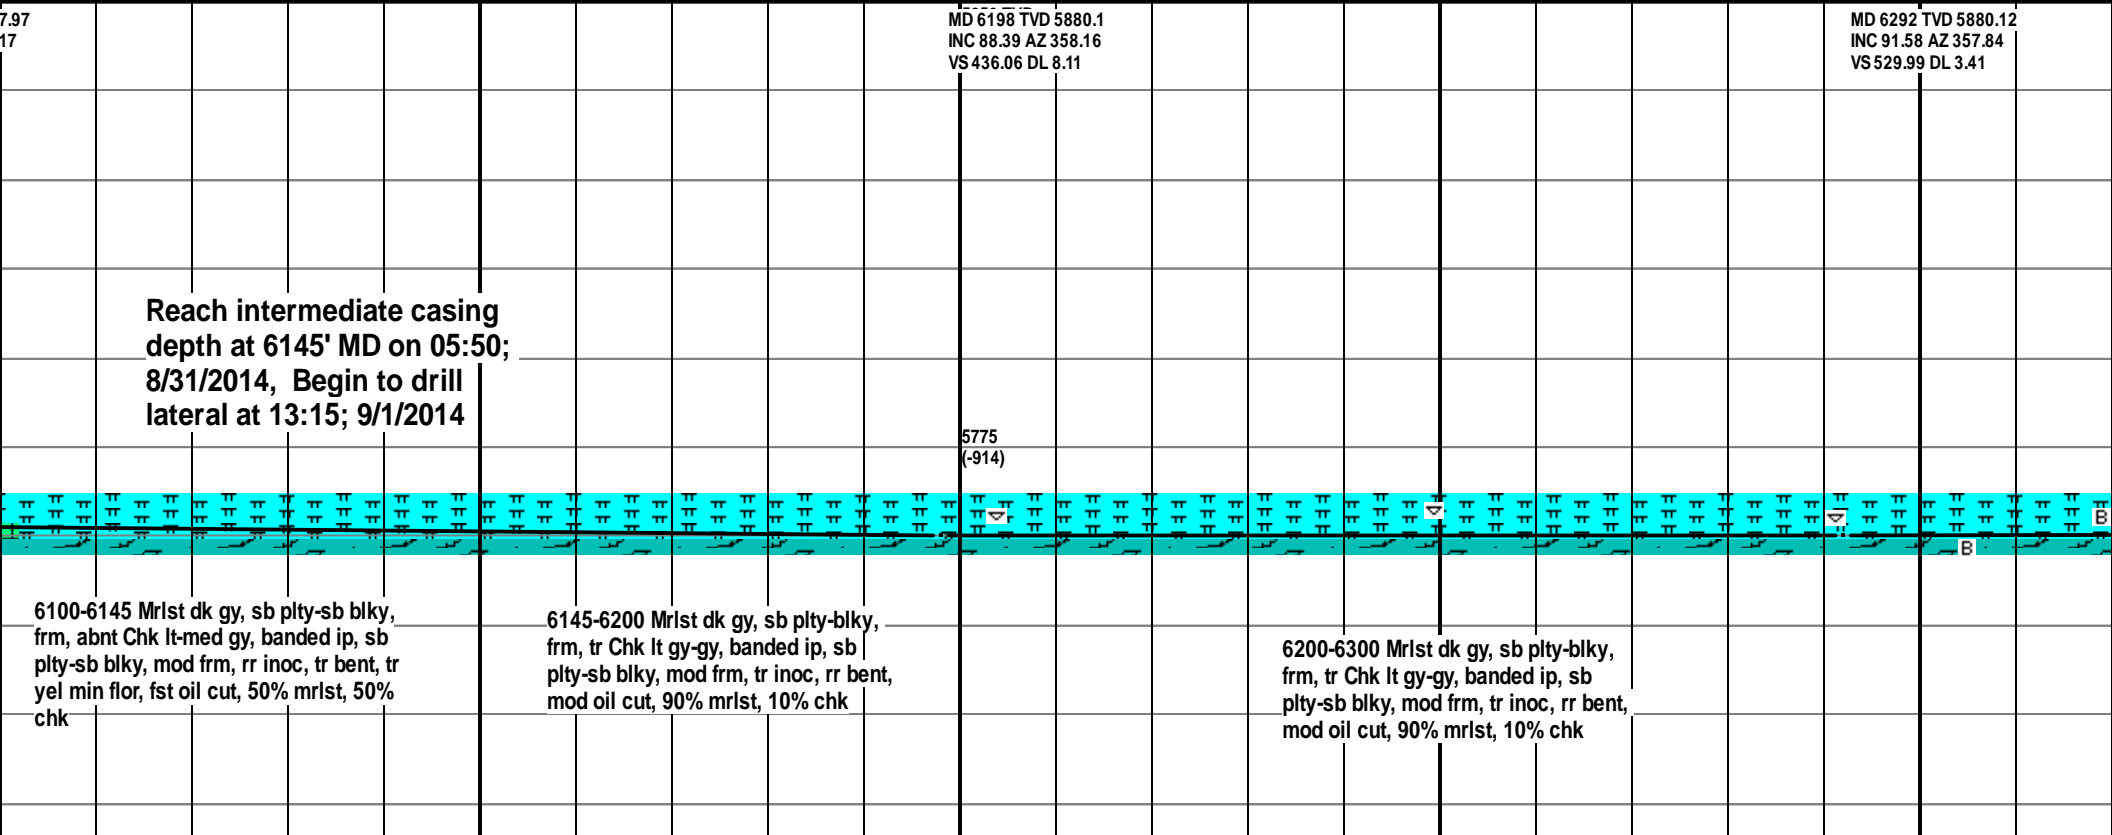 7.97
17
MD 6198 TVD 5880.1
INC 88.39 AZ 358.16
VS 436.06 DL 8.11
MD 6292 TVD 5880.12
INC 91.58 AZ 357.84
VS 529.99 DL 3.41
Reach intermediate casing
depth at 6145' MD on 05:50;
8/31/2014, Begin to drill
lateral at 13:15; 9/1/2014
5775
(-914)
B
B
6100-6145 Mrlst dk gy, sb plty-sb blky,
frm, abnt Chk lt-med gy, banded ip, sb
plty-sb blky, mod frm, rr inoc, tr bent, tr
yel min flor, fst oil cut, 50% mrlst, 50%
chk
6145-6200 Mrlst dk gy, sb plty-blky,
frm, tr Chk lt gy-gy, banded ip, sb
plty-sb blky, mod frm, tr inoc, rr bent,
mod oil cut, 90% mrlst, 10% chk
6200-6300 Mrlst dk gy, sb plty-blky,
frm, tr Chk lt gy-gy, banded ip, sb
plty-sb blky, mod frm, tr inoc, rr bent,
mod oil cut, 90% mrlst, 10% chk